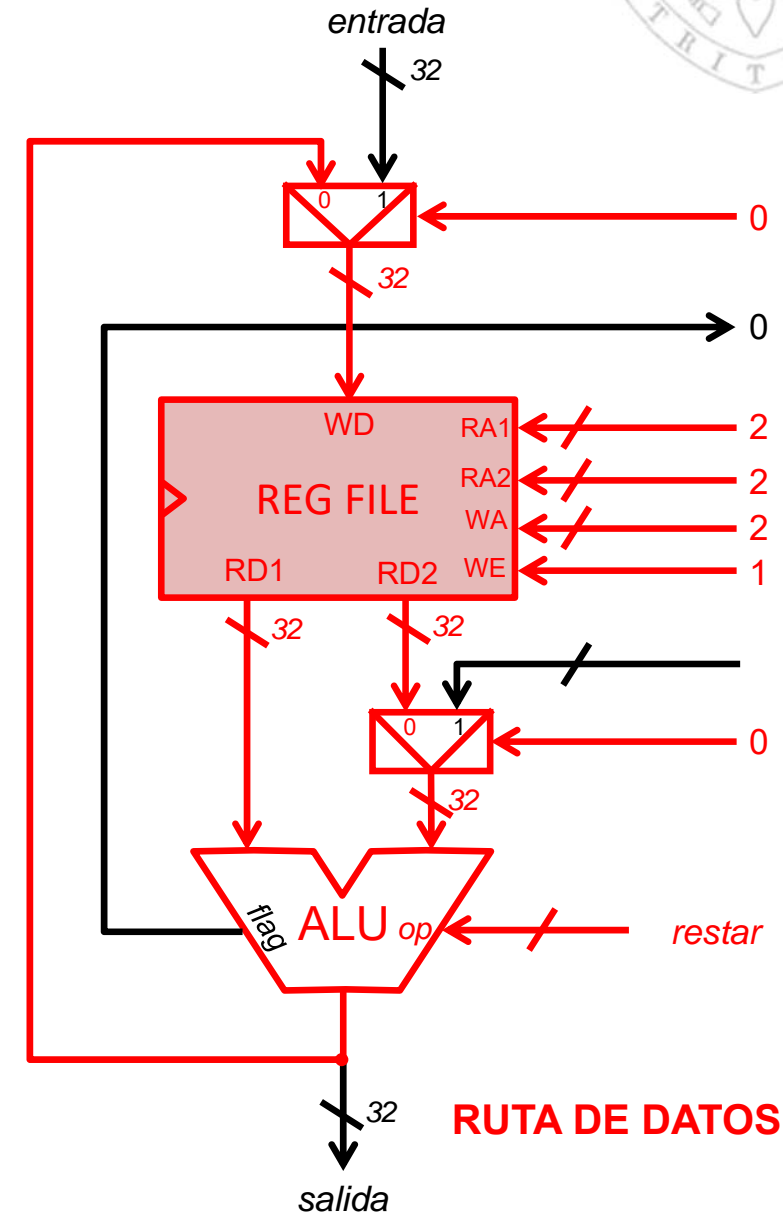 TRIT
entrada
32
0 1
0
32
0
WD RA1 2
RA2 2
REG FILE
WA 2
RD1 RD2 WE 1
32 32
0 1
0
32
flag ALU op restar
32 RUTA DE DATOS
salida